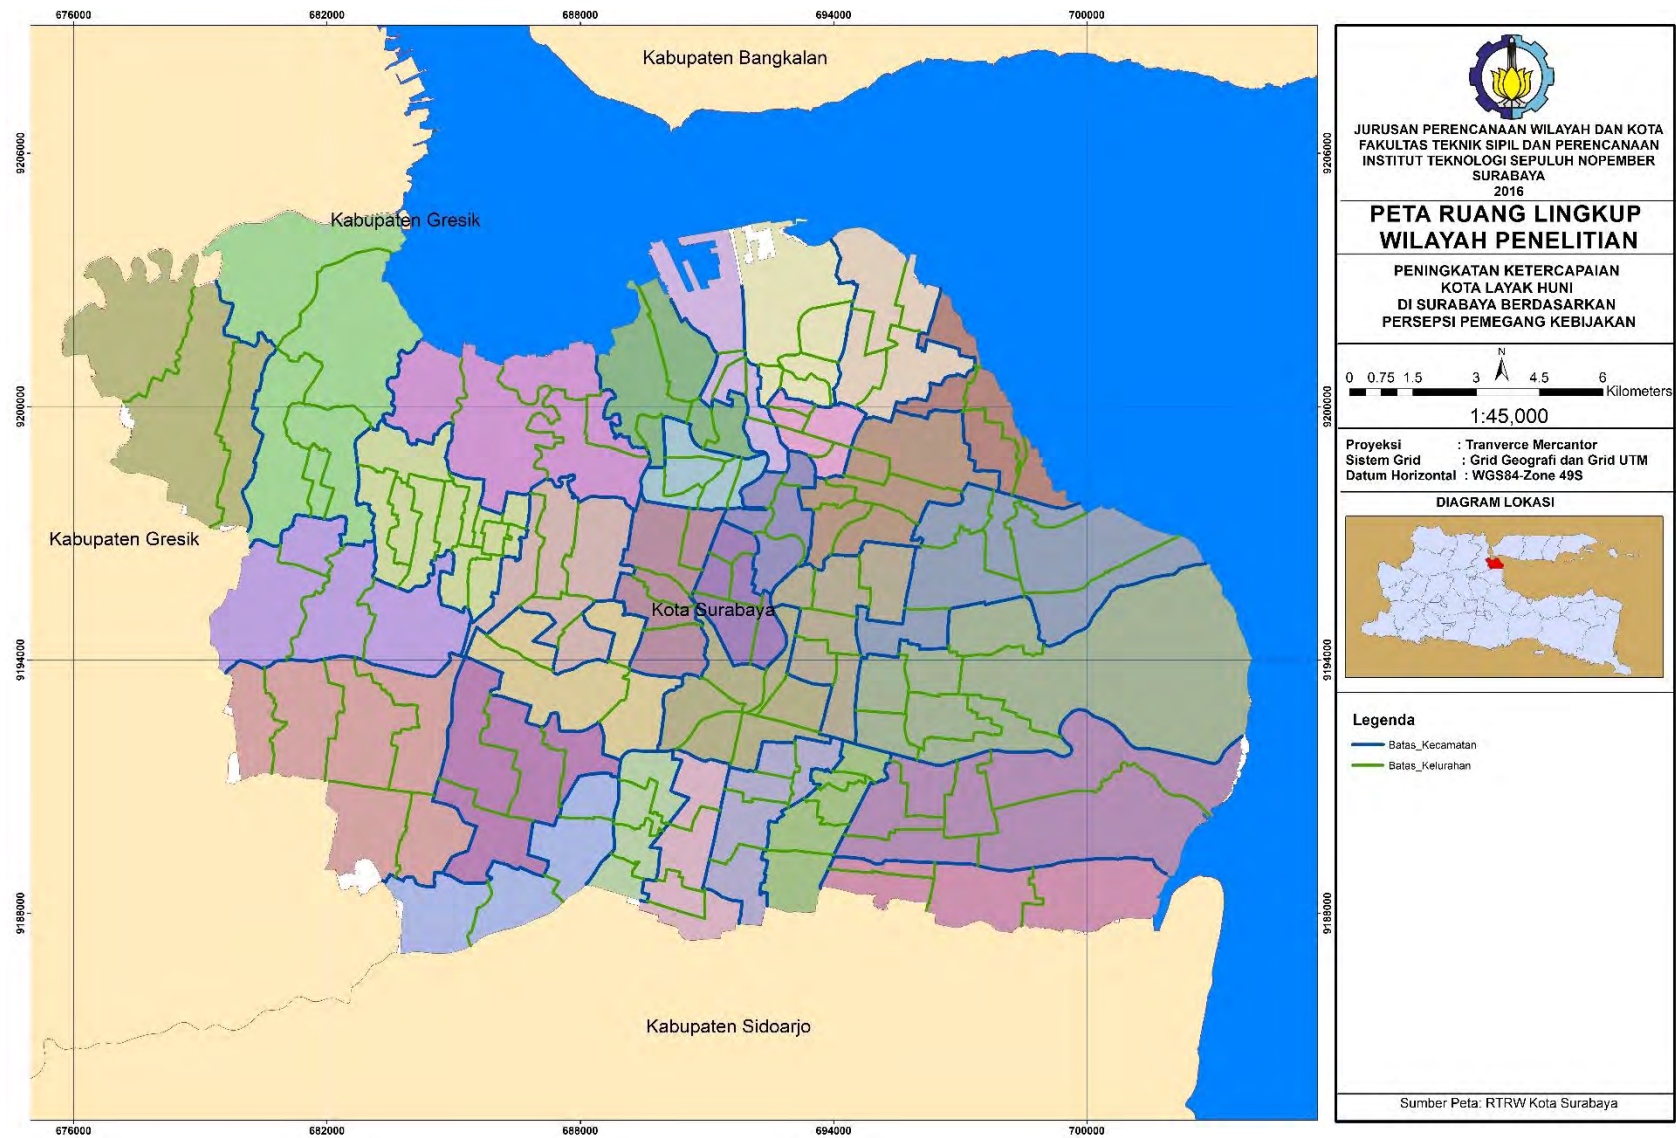 676000
682000
688000
694000
700000
Kabupaten Bangkalan
9206000
9206000
Kabupaten Gresik
9200000
9200000
Kabupaten Gresik
Kota Surabaya
9194000
9194000
9188000
9188000
Kabupaten Sidoarjo
676000
682000
688000
694000
700000
JURUSAN PERENCANAAN WILAYAH DAN KOTA
FAKULTAS TEKNIK SIPIL DAN PERENCANAAN
INSTITUT TEKNOLOGI SEPULUH NOPEMBER
SURABAYA
2016
PETA RUANG LINGKUP
WILAYAH PENELITIAN
PENINGKATAN KETERCAPAIAN
KOTA LAYAK HUNI
DI SURABAYA BERDASARKAN
PERSEPSI PEMEGANG KEBIJAKAN
N
0 0.75 1.5 3 4.5 6
Kilometers
1:45,000
Proyeksi : Tranverce Mercantor
Sistem Grid : Grid Geografi dan Grid UTM
Datum Horizontal : WGS84-Zone 49S
DIAGRAM LOKASI
Legenda
Batas_Kecamatan
Batas_Kelurahan
Sumber Peta: RTRW Kota Surabaya